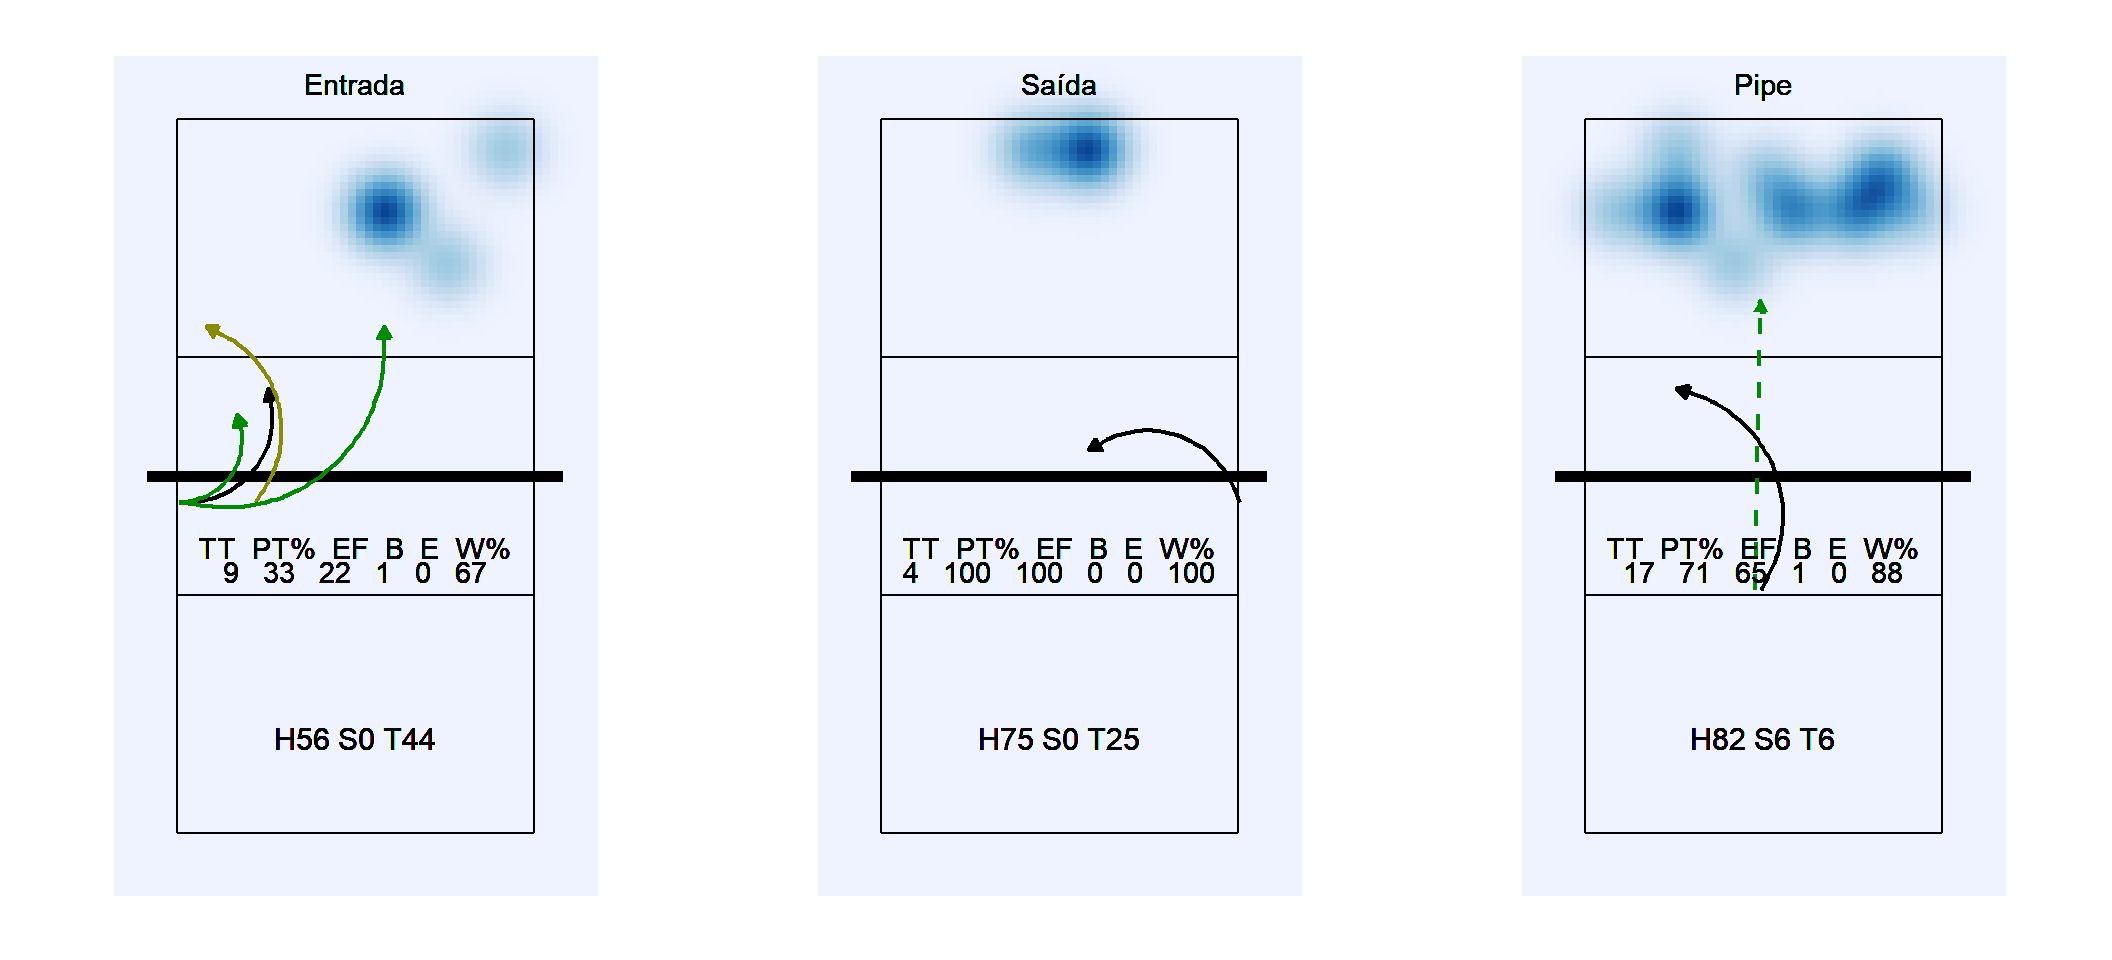 Entrada
TT PT% EF B E W%
9 33 22 1 0 67
H56 S0 T44
Saída
TT PT% EF B E W%
4 100 100 0 0 100
H75 S0 T25
Pipe
TT PT% EF B E W%
17 71 65 1 0 88
H82 S6 T6